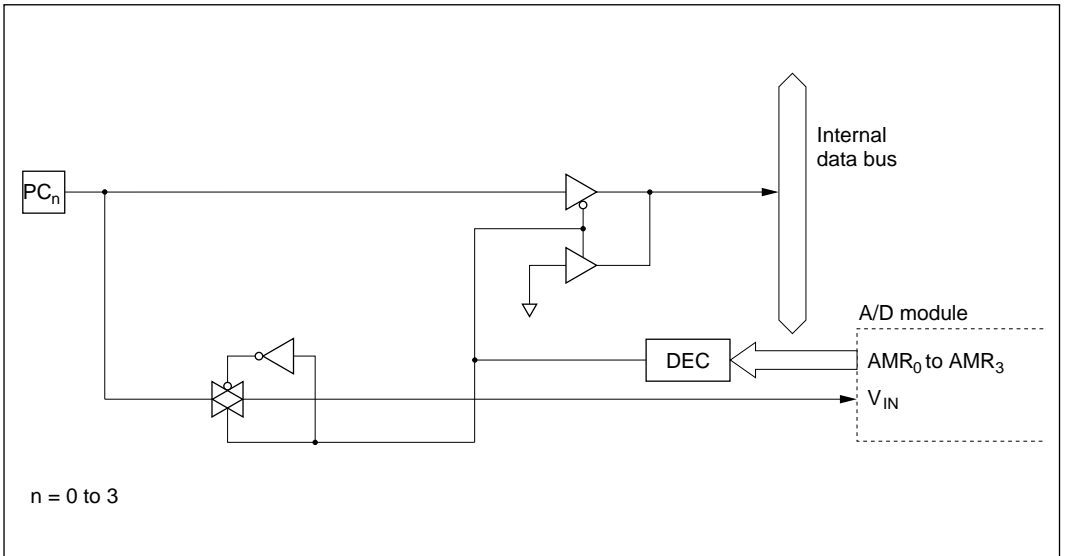 Internal
data bus
PCn
A/D module
DEC
AMR0 to AMR3
VIN
n = 0 to 3